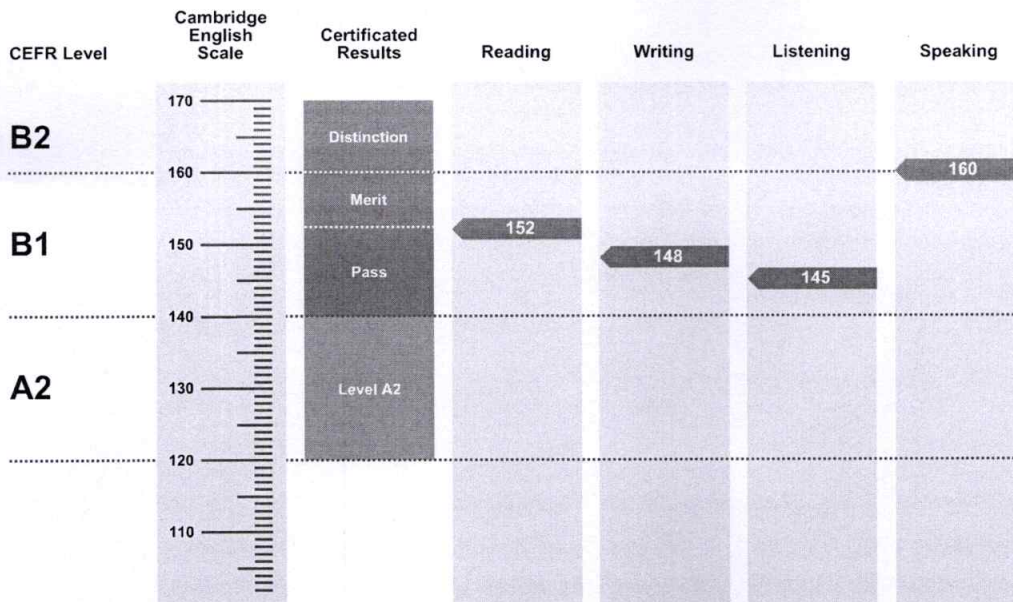 CEFR Level
Cambridge
English
Scale
Certificated
Results
Reading
Writing
Listening
Speaking
B2
B1
A2
170
160
150
140
130
120
110
Distinction
Merit
Pass
Level A2
152
148
145
160